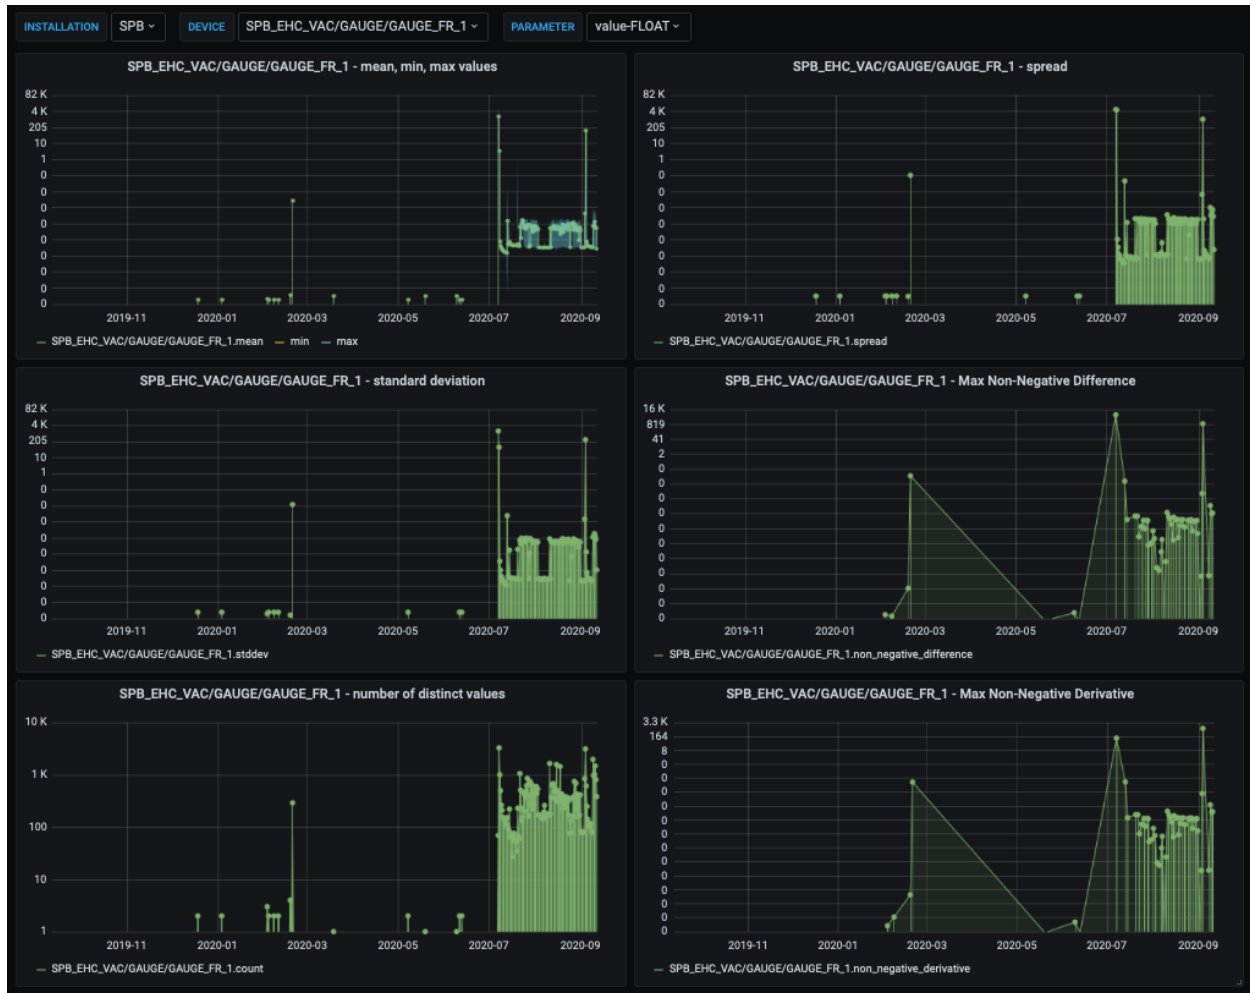 INSTALLATION SPB DEVICE SPB_EHC_VAC/GAUGE/GAUGE_FR_1 PARAMETER value-FLOAT
SPB_EHC_VAC/GAUGE/GAUGE_FR_1 - mean, min, max values
82 K
4 K
205
10
1
0
0
0
0
0
0
0
0
0
2019-11 2020-01 2020-03 2020-05 2020-07 2020-09
SPB_EHC_VAC/GAUGE/GAUGE_FR_1.mean min max
SPB_EHC_VAC/GAUGE/GAUGE_FR_1 - spread
82 K
4 K
205
10
1
0
0
0
0
0
0
0
0
0
2019-11 2020-01 2020-03 2020-05 2020-07 2020-09
SPB_EHC_VAC/GAUGE/GAUGE_FR_1.spread
SPB_EHC_VAC/GAUGE/GAUGE_FR_1 - standard deviation
82 K
4 K
205
10
1
0
0
0
0
0
0
0
0
0
2019-11 2020-01 2020-03 2020-05 2020-07 2020-09
SPB_EHC_VAC/GAUGE/GAUGE_FR_1.stddev
SPB_EHC_VAC/GAUGE/GAUGE_FR_1 - Max Non-Negative Difference
16 K
819
41
2
0
0
0
0
0
0
0
0
0
0
0
2019-11 2020-01 2020-03 2020-05 2020-07 2020-09
SPB_EHC_VAC/GAUGE/GAUGE_FR_1.non_negative_difference
SPB_EHC_VAC/GAUGE/GAUGE_FR_1 - number of distinct values
10 K
1 K
100
10
1
2019-11 2020-01 2020-03 2020-05 2020-07 2020-09
SPB_EHC_VAC/GAUGE/GAUGE_FR_1.count
SPB_EHC_VAC/GAUGE/GAUGE_FR_1 - Max Non-Negative Derivative
3.3 K
164
8
0
0
0
0
0
0
0
0
0
0
0
0
0
2019-11 2020-01 2020-03 2020-05 2020-07 2020-09
SPB_EHC_VAC/GAUGE/GAUGE_FR_1.non_negative_derivative